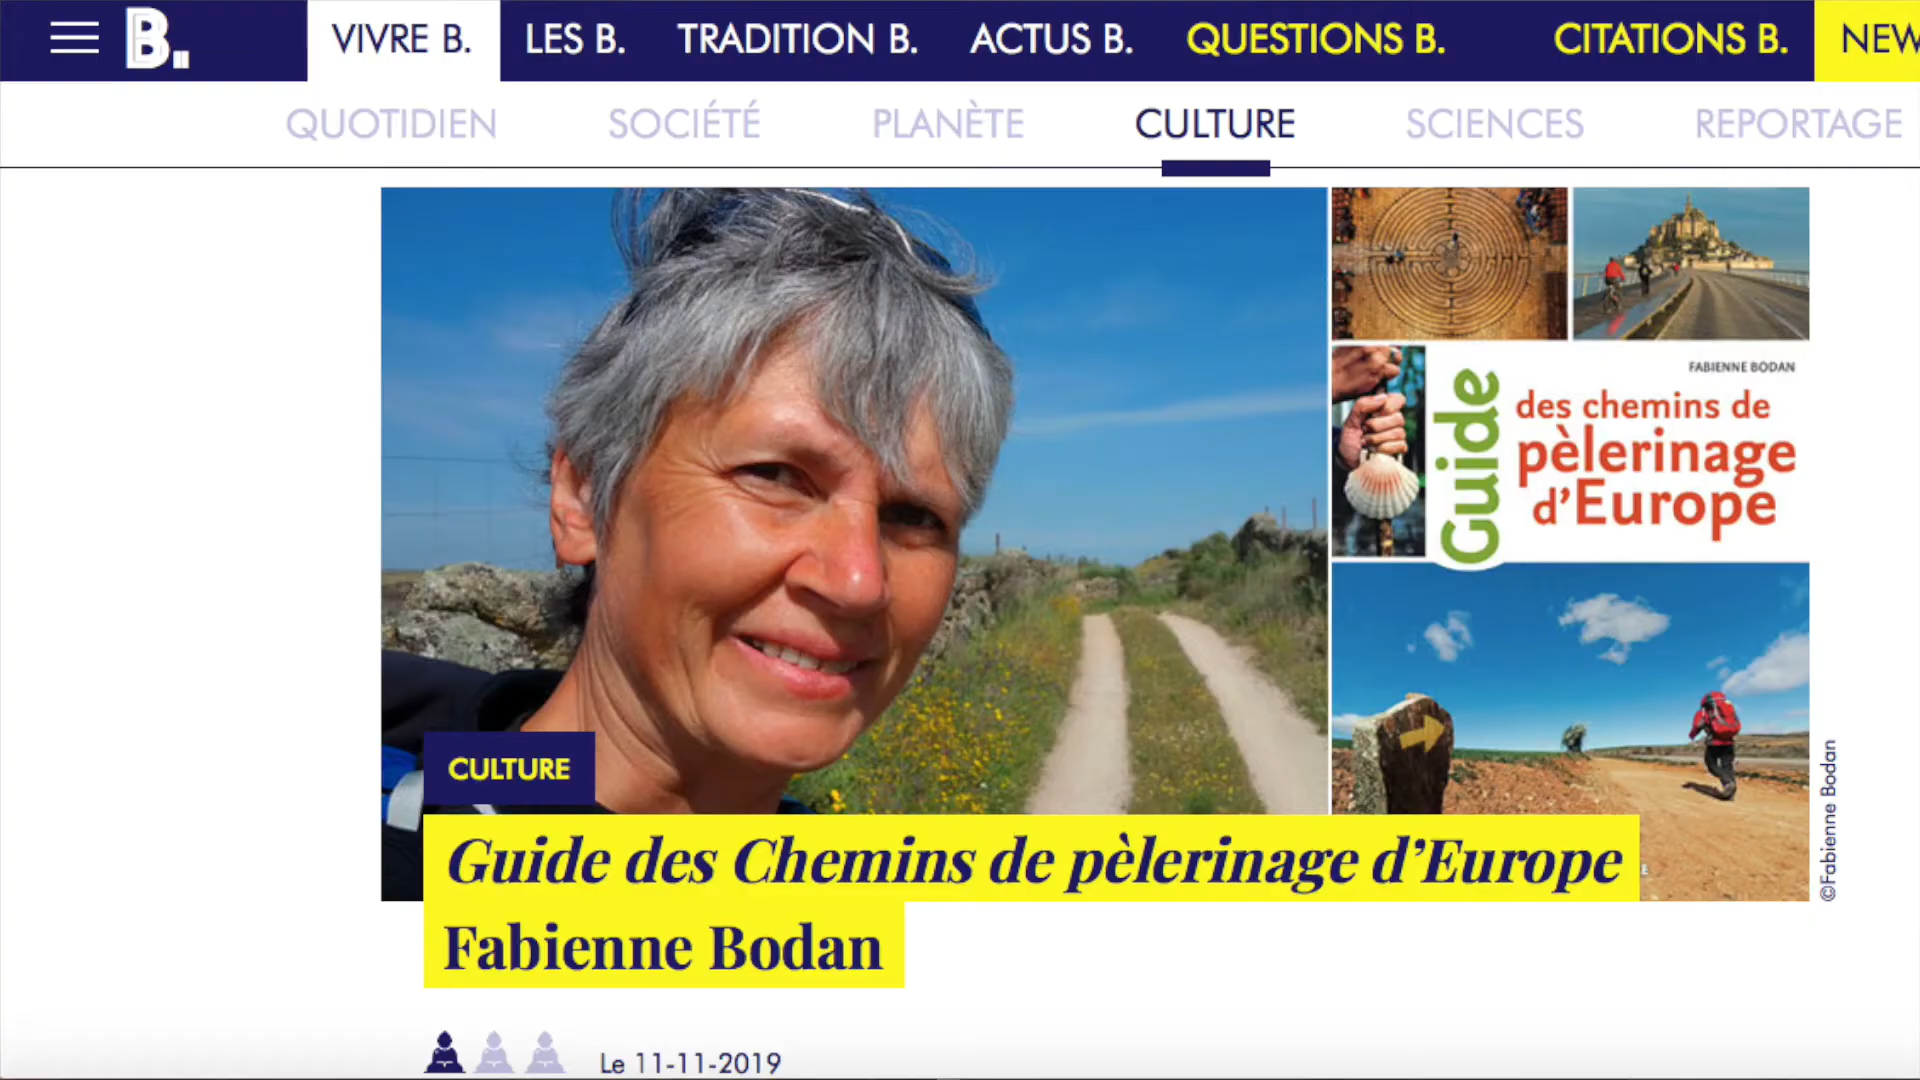 B.
VIVRE B.
LES B.
TRADITION B.
ACTUS B.
QUESTIONS B.
CITATIONS B.
NEW
QUOTIDIEN
SOCIÉTÉ
PLANÈTE
CULTURE
SCIENCES
REPORTAGE
FABIENNE BODAN
Guide
des chemins de
pèlerinage
d'Europe
©Fabienne Bodan
CULTURE
Guide des Chemins de pèlerinage d'Europe
Fabienne Bodan
Le 11-11-2019